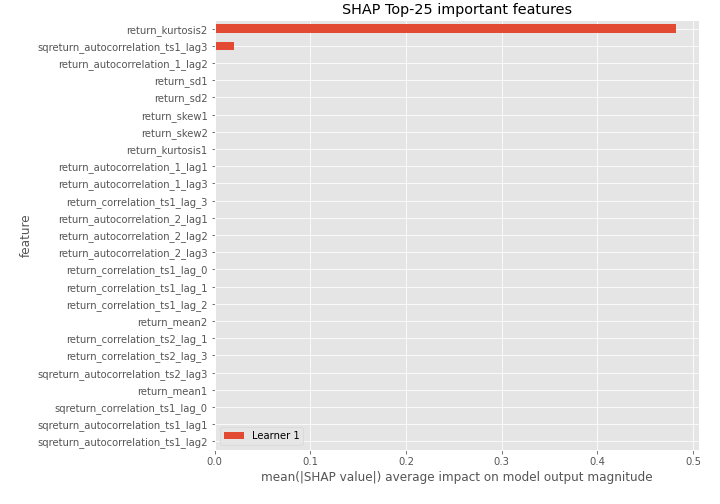 SHAP Top-25 important features
return_kurtosis2
sqreturn_autocorrelation_ts1_lag3
return_autocorrelation_1_lag2
return_sd1
return_sd2
return_skew1
return_skew2
return_kurtosis1
return_autocorrelation_1_lag1
return_autocorrelation_1_lag3
return_correlation_ts1_lag_3
return_autocorrelation_2_lag1
return_autocorrelation_2_lag2
return_autocorrelation_2_lag3
return_correlation_ts1_lag_0
return_correlation_ts1_lag_1
return_correlation_ts1_lag_2
return_mean2
return_correlation_ts2_lag_1
return_correlation_ts2_lag_3
sqreturn_autocorrelation_ts2_lag3
return_mean1
sqreturn_correlation_ts1_lag_0
sqreturn_autocorrelation_ts1_lag1
sqreturn_autocorrelation_ts1_lag2
feature
Learner 1
0.0 0.1 0.2 0.3 0.4 0.5
mean(|SHAP value|) average impact on model output magnitude